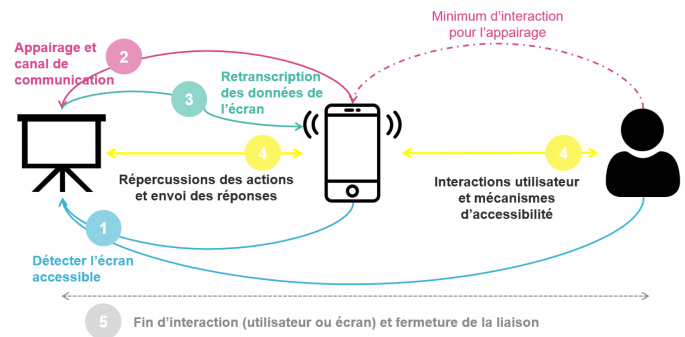 Minimum d'interaction
pour l'appairage
Appairage et
canal de
communication
2
Retranscription
des données de
l'écran
3
4
4
Répercussions des actions
et envoi des réponses
Interactions utilisateur
et mécanismes
d'accessibilité
1
Détecter l'écran
accessible
5
Fin d'interaction (utilisateur ou écran) et fermeture de la liaison